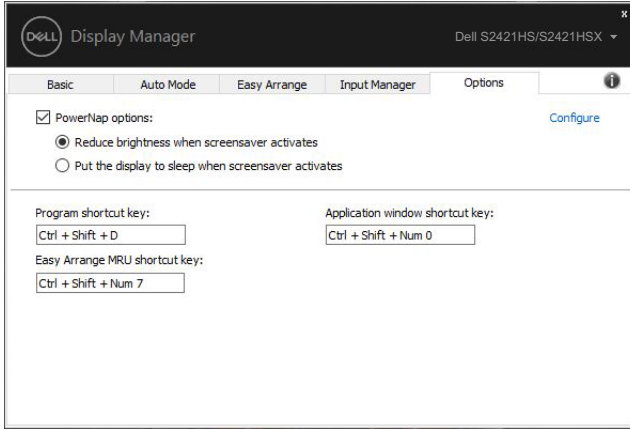 x
DELL Display Manager
Dell S2421HS/S2421HSX
Basic Auto Mode Easy Arrange Input Manager Options
PowerNap options: Configure
Reduce brightness when screensaver activates
Put the display to sleep when screensaver activates
Program shortcut key: Application window shortcut key:
Ctrl + Shift + D Ctrl + Shift + Num 0
Easy Arrange MRU shortcut key:
Ctrl + Shift + Num 7